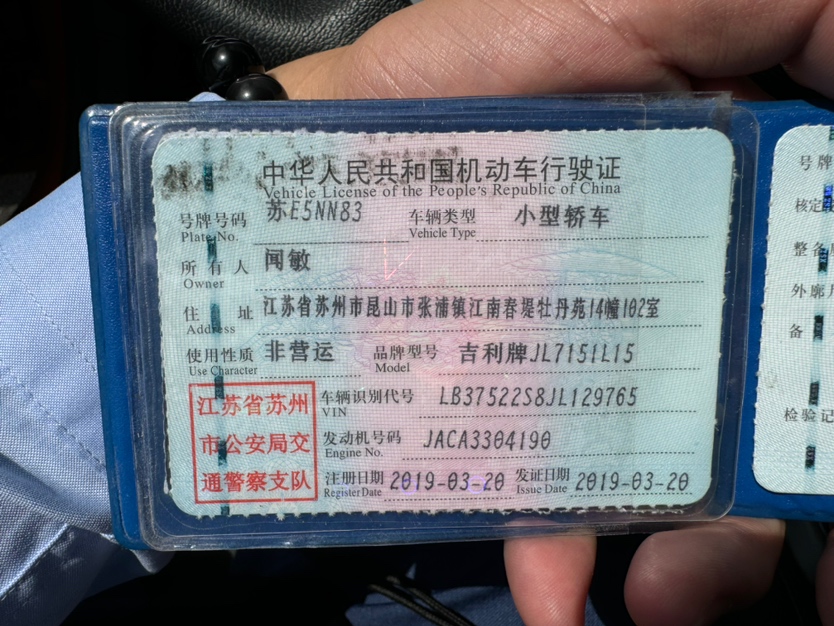 中华人民共和国机动车行驶证
Vehicle License of the People's Republic of China
号牌号码 苏E5NN83 车辆类型 小型轿车
Plate No. Vehicle Type
所有人 闻敏
Owner
住址 江苏省苏州市昆山市张浦镇江南春堤牡丹苑14幢102室
Address
使用性质 非营运 品牌型号 吉利牌JL7151L15
Use Character Model
江苏省苏州
市公安局交
通警察支队
车辆识别代号 LB37522S8JL129765
VIN
发动机号码 JACA3304190
Engine No.
注册日期 2019-03-20 发证日期 2019-03-20
Register Date Issue Date
号牌
核定
整备
外廓
备
检验记